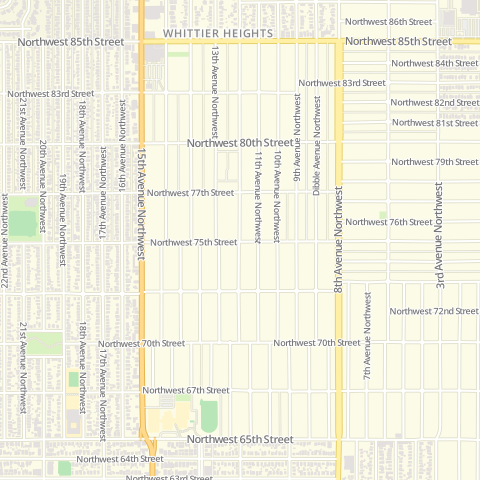 Northwest 86th Street
WHITTIER HEIGHTS
Northwest 85th Street
Northwest 85th Street
Northwest 84th Street
13th Avenue Northwest
Northwest 83rd Street
Northwest 83rd Street
21st Avenue Northwest
18th Avenue Northwest
16th Avenue Northwest
9th Avenue Northwest
Dibble Avenue Northwest
Northwest 82nd Street
Northwest 81st Street
20th Avenue Northwest
Northwest 80th Street
17th Avenue Northwest
15th Avenue Northwest
11th Avenue Northwest
10th Avenue Northwest
Northwest 79th Street
19th Avenue Northwest
Northwest 77th Street
22nd Avenue Northwest
8th Avenue Northwest
3rd Avenue Northwest
Northwest 76th Street
Northwest 75th Street
7th Avenue Northwest
Northwest 72nd Street
21st Avenue Northwest
18th Avenue Northwest
17th Avenue Northwest
Northwest 70th Street
Northwest 70th Street
Northwest 67th Street
Northwest 65th Street
Northwest 64th Street
Northwest 63rd Street